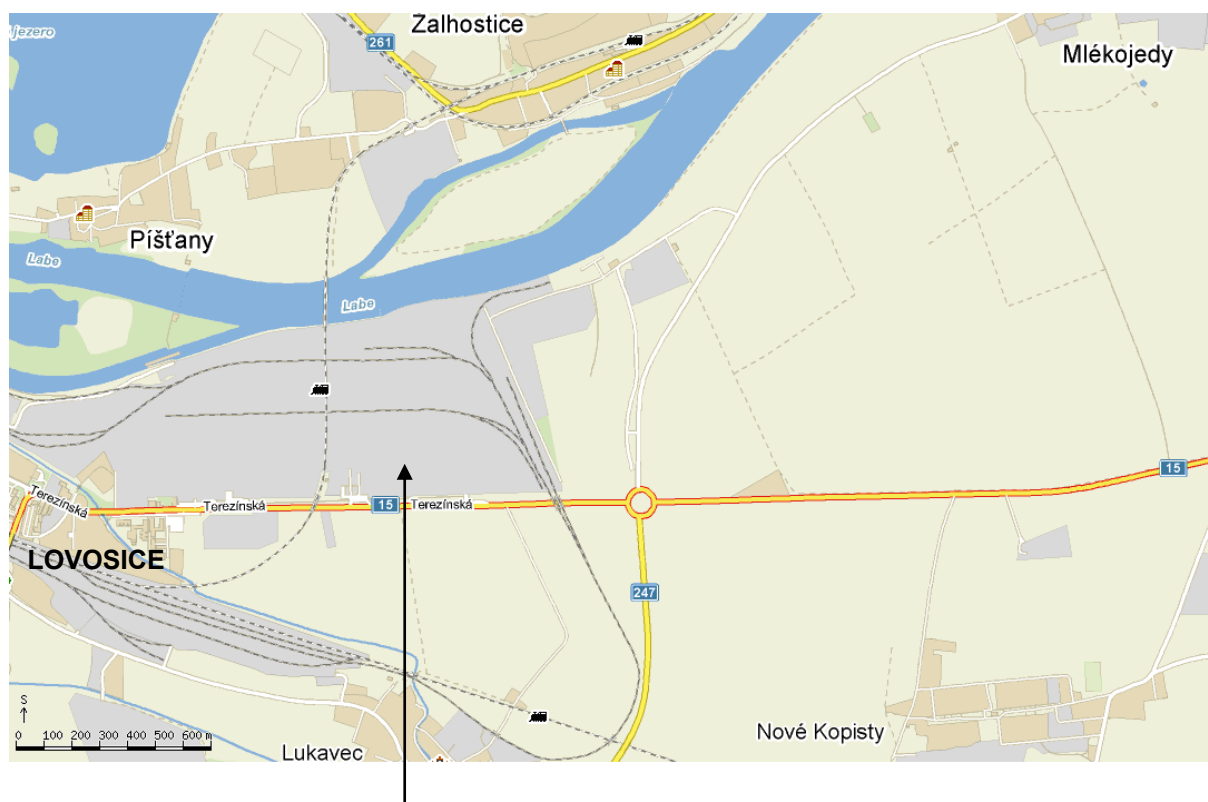 Žalhostice
jezero
261
Mlékojedy
Píšťany
Labe
Labe
15
Terezínská
Terezínská
15
Terezínská
LOVOSICE
247
S
0 100 200 300 400 500 600 m
Nové Kopisty
Lukavec